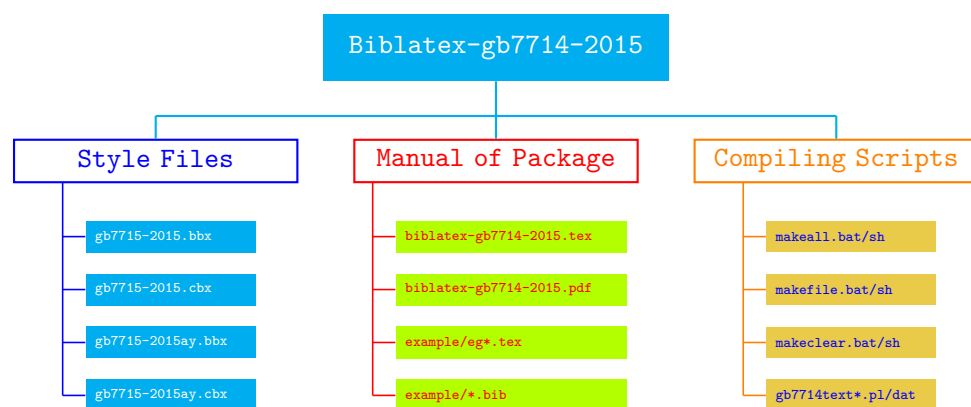 Biblatex-gb7714-2015
Style Files
gb7715-2015.bbx
gb7715-2015.cbx
gb7715-2015ay.bbx
gb7715-2015ay.cbx
Manual of Package
biblatex-gb7714-2015.tex
biblatex-gb7714-2015.pdf
example/eg*.tex
example/*.bib
Compiling Scripts
makeall.bat/sh
makefile.bat/sh
makeclear.bat/sh
gb7714text*.pl/dat